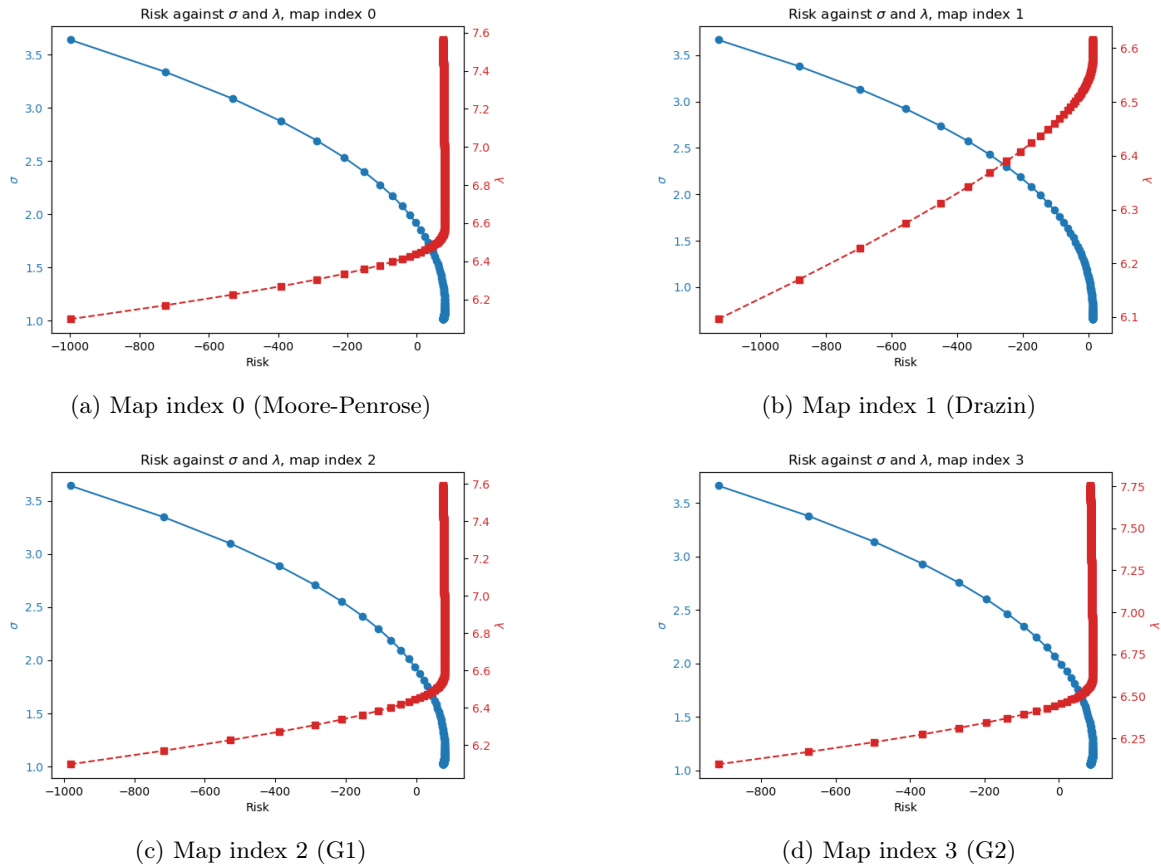 Risk against σ and λ, map index 0
3.5
3.0
2.5
2.0
1.5
1.0
σ
7.6
7.4
7.2
7.0
6.8
6.6
6.4
6.2
λ
−1000 −800 −600 −400 −200 0
Risk
(a) Map index 0 (Moore-Penrose)
Risk against σ and λ, map index 1
3.5
3.0
2.5
2.0
1.5
1.0
σ
6.6
6.5
6.4
6.3
6.2
6.1
λ
−1000 −800 −600 −400 −200 0
Risk
(b) Map index 1 (Drazin)
Risk against σ and λ, map index 2
3.5
3.0
2.5
2.0
1.5
1.0
σ
7.6
7.4
7.2
7.0
6.8
6.6
6.4
6.2
λ
−1000 −800 −600 −400 −200 0
Risk
(c) Map index 2 (G1)
Risk against σ and λ, map index 3
3.5
3.0
2.5
2.0
1.5
1.0
σ
7.75
7.50
7.25
7.00
6.75
6.50
6.25
λ
−800 −600 −400 −200 0
Risk
(d) Map index 3 (G2)